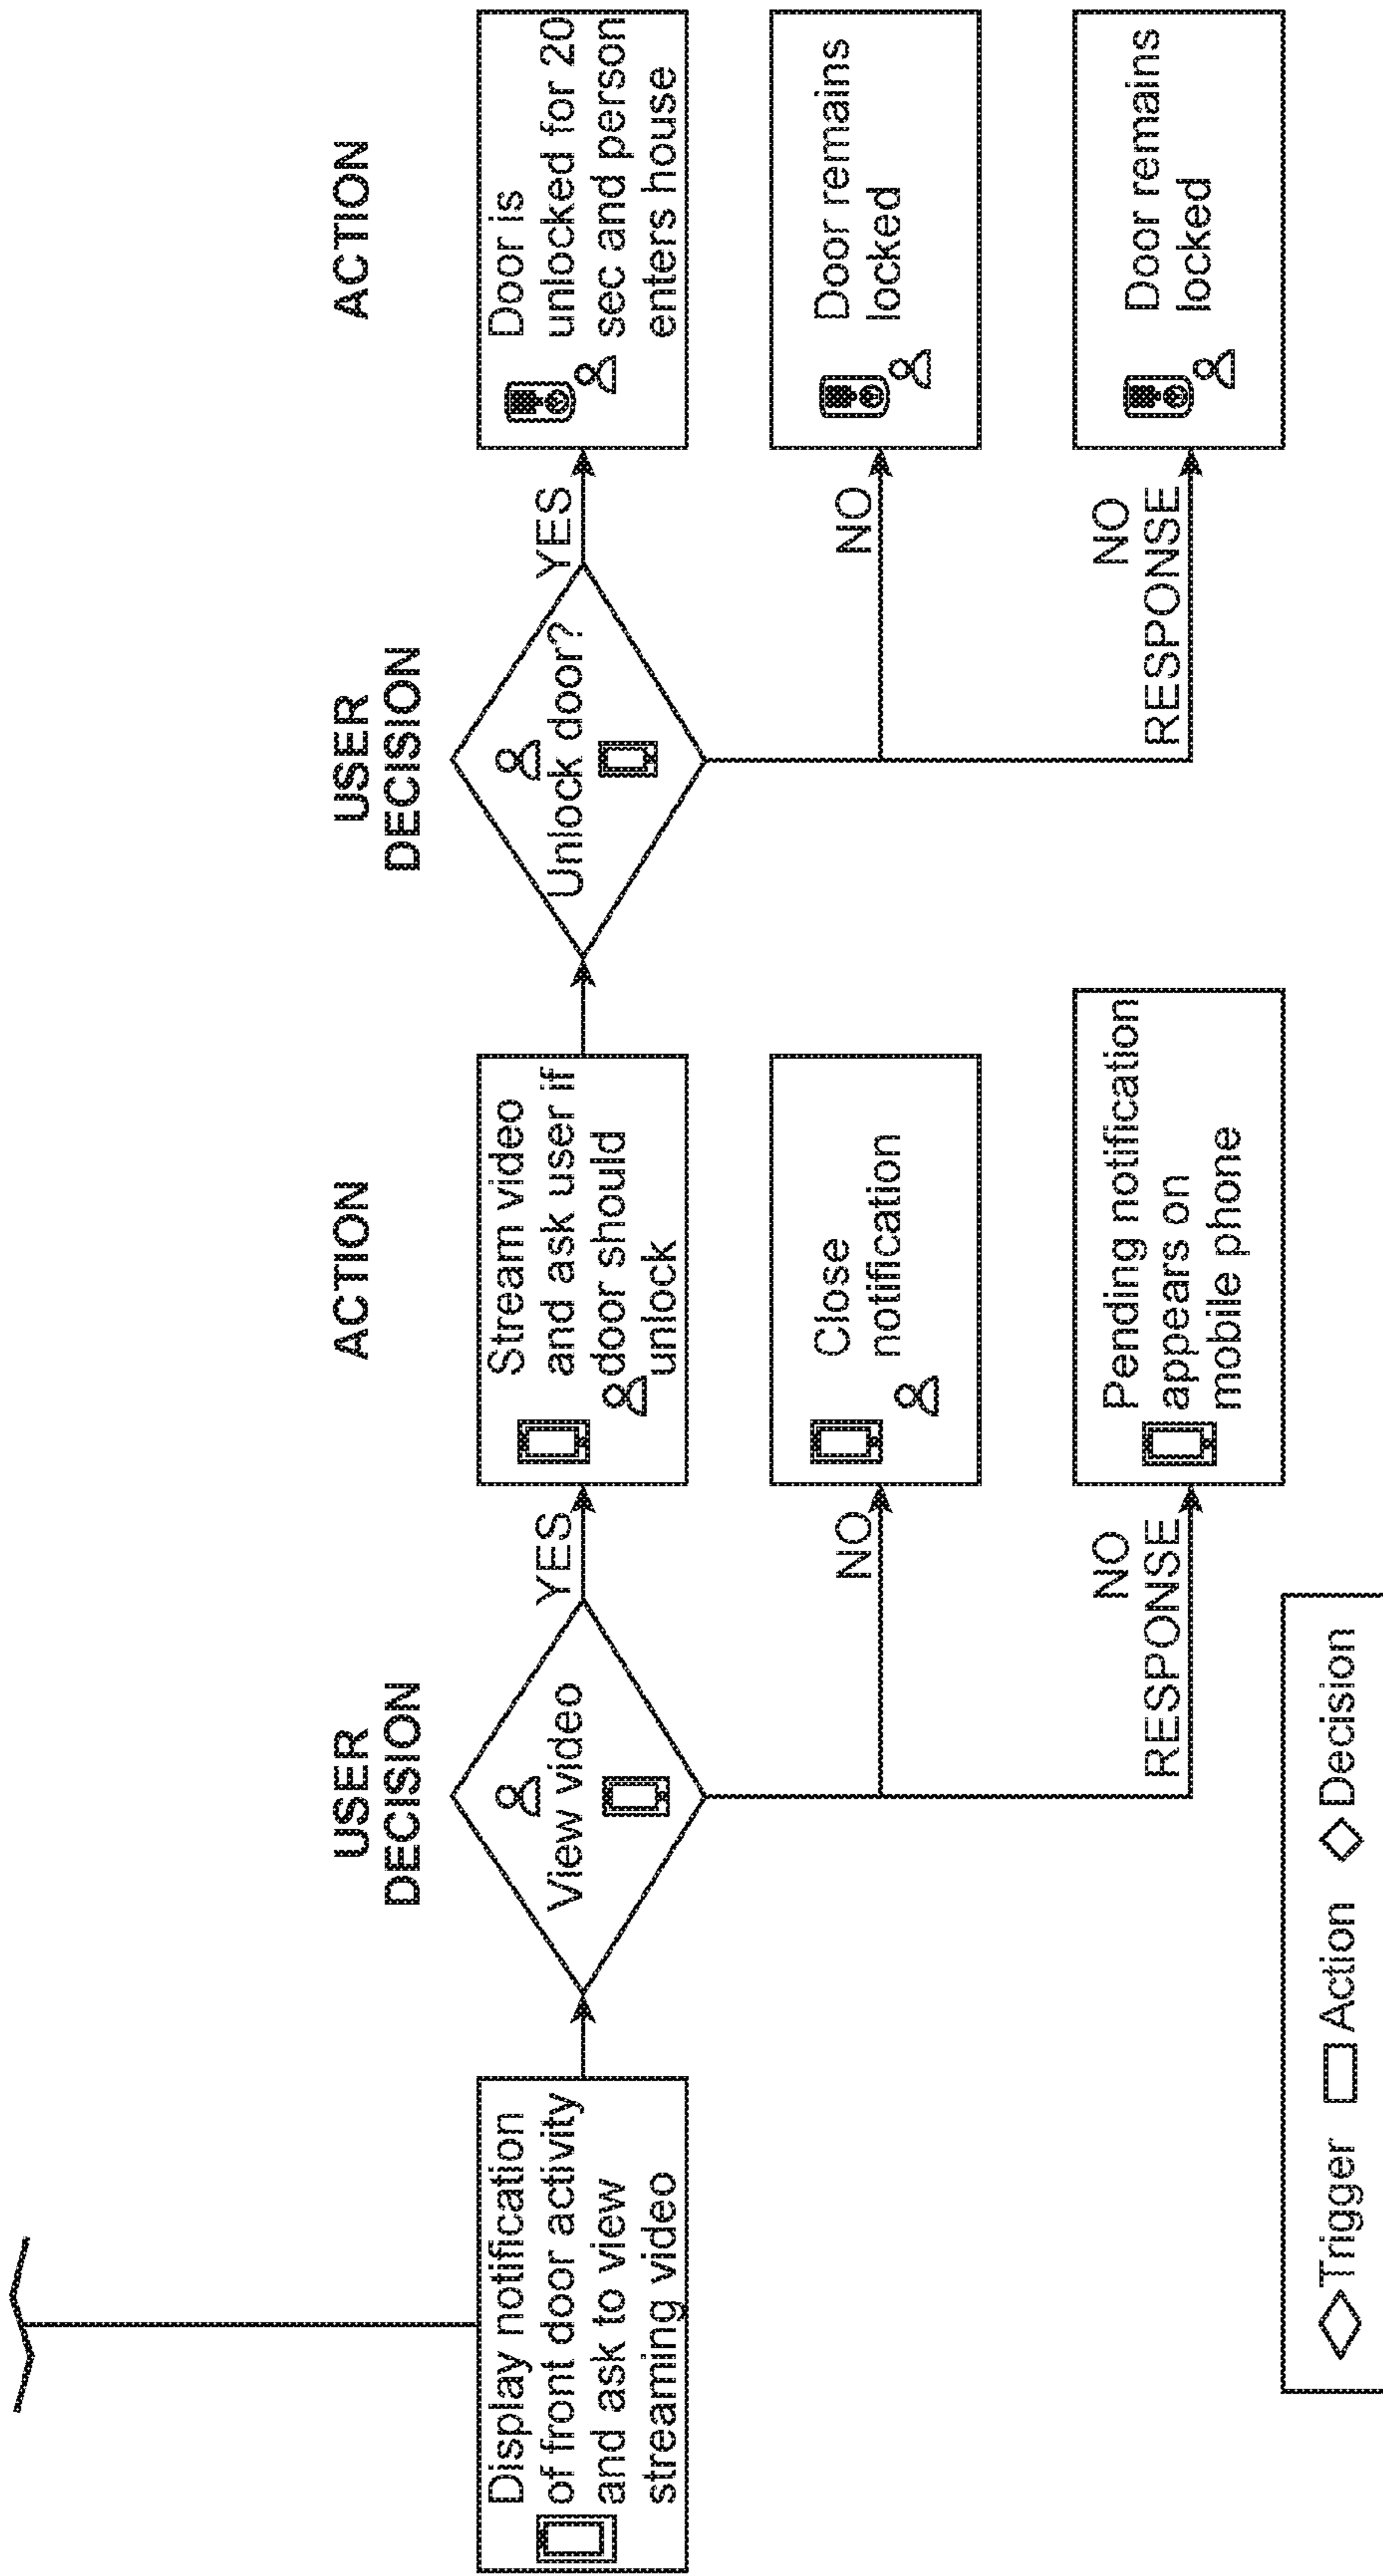 Display notification
of front door activity
and ask to view
streaming video
USER
DECISION
View video
YES
NO
NO
RESPONSE
ACTION
Stream video
and ask user if
door should
unlock
Close
notification
Pending notification
appears on
mobile phone
USER
DECISION
Unlock door?
YES
NO
NO
RESPONSE
ACTION
Door is
unlocked for 20
sec and person
enters house
Door remains
locked
Door remains
locked
Trigger Action Decision